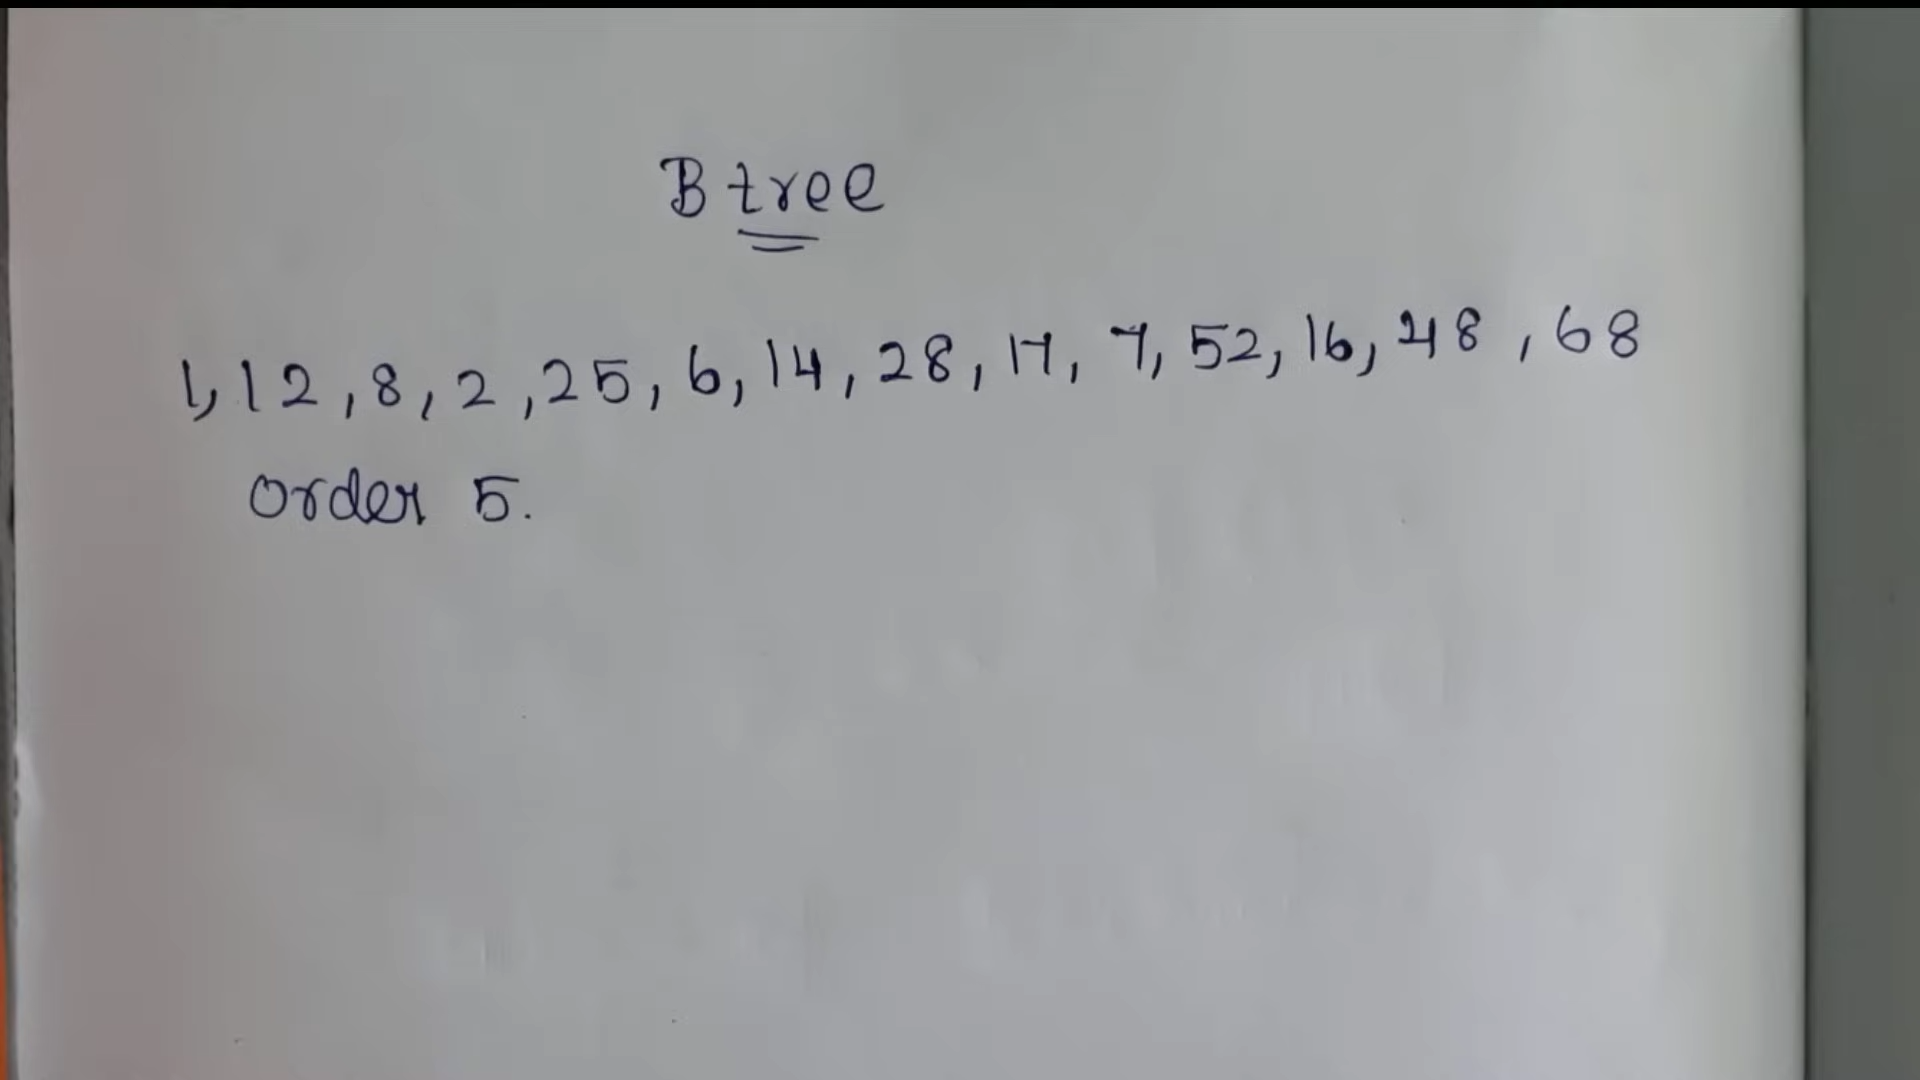 B tree
1, 12, 8, 2, 25, 6, 14, 28, 17, 7, 52, 16, 48, 68
order 5.